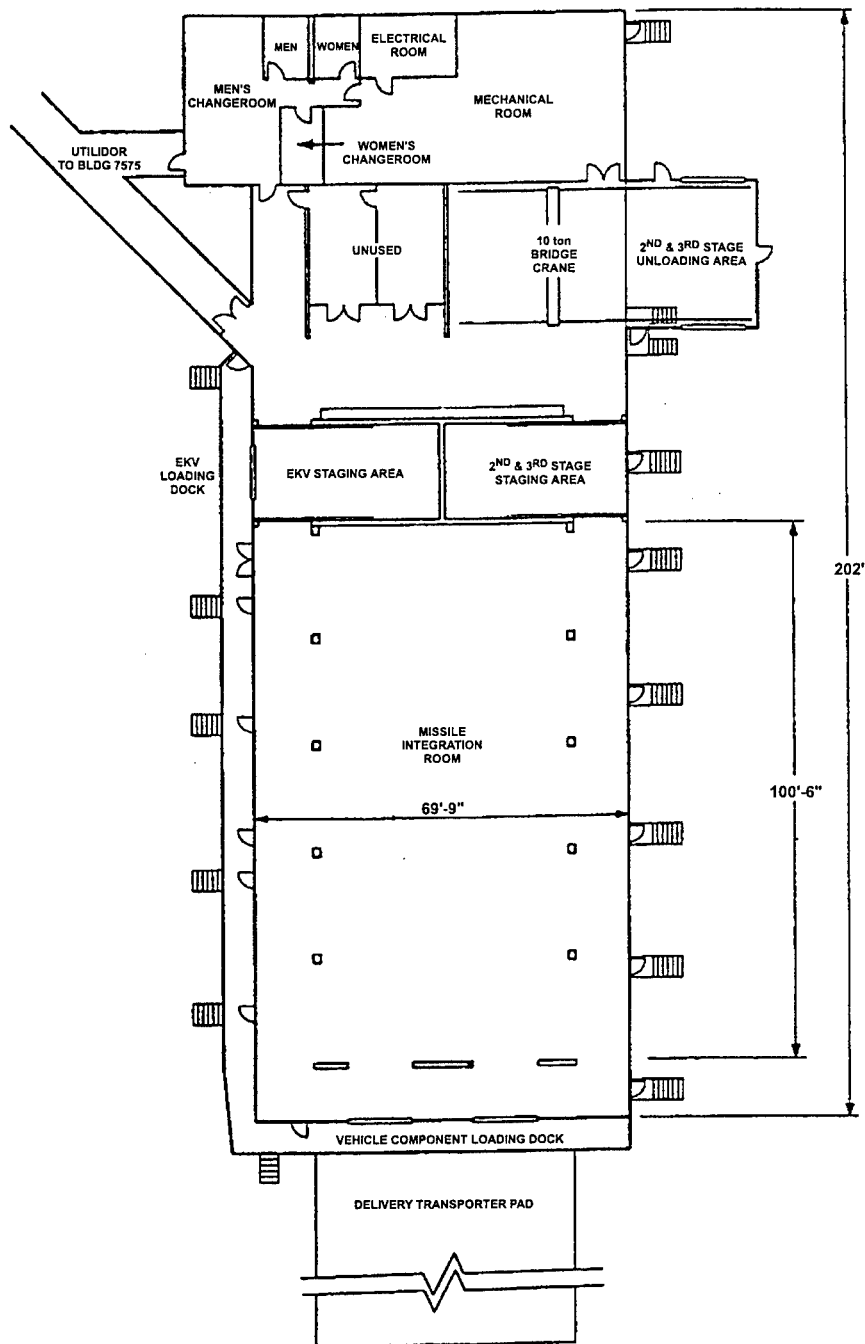 MEN
WOMEN
ELECTRICAL
ROOM
MEN'S
CHANGEROOM
MECHANICAL
ROOM
UTILIDOR
TO BLDG 7575
WOMEN'S
CHANGEROOM
UNUSED
10 ton
BRIDGE
CRANE
2ND & 3RD STAGE
UNLOADING AREA
EKV
LOADING
DOCK
EKV STAGING AREA
2ND & 3RD STAGE
STAGING AREA
202'
MISSILE
INTEGRATION
ROOM
100'-6"
69'-9"
VEHICLE COMPONENT LOADING DOCK
DELIVERY TRANSPORTER PAD